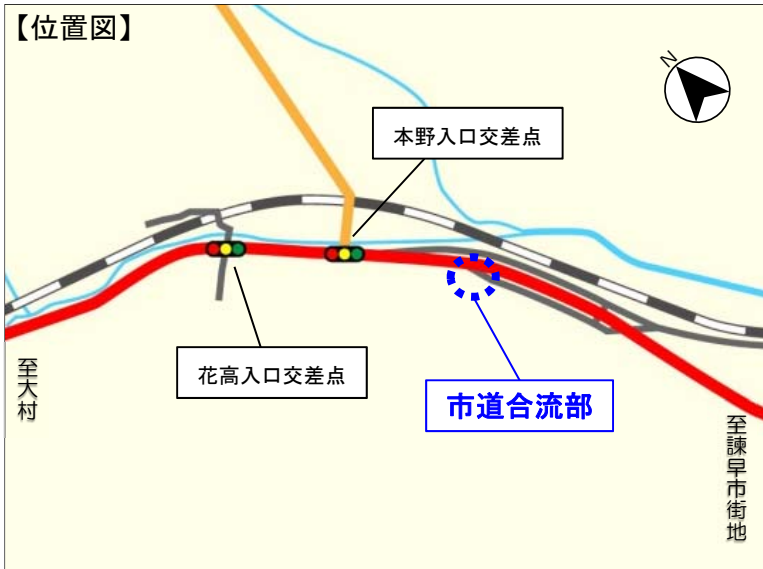 【位置図】
N
本野入口交差点
花高入口交差点
市道合流部
至大村
至諫早市街地